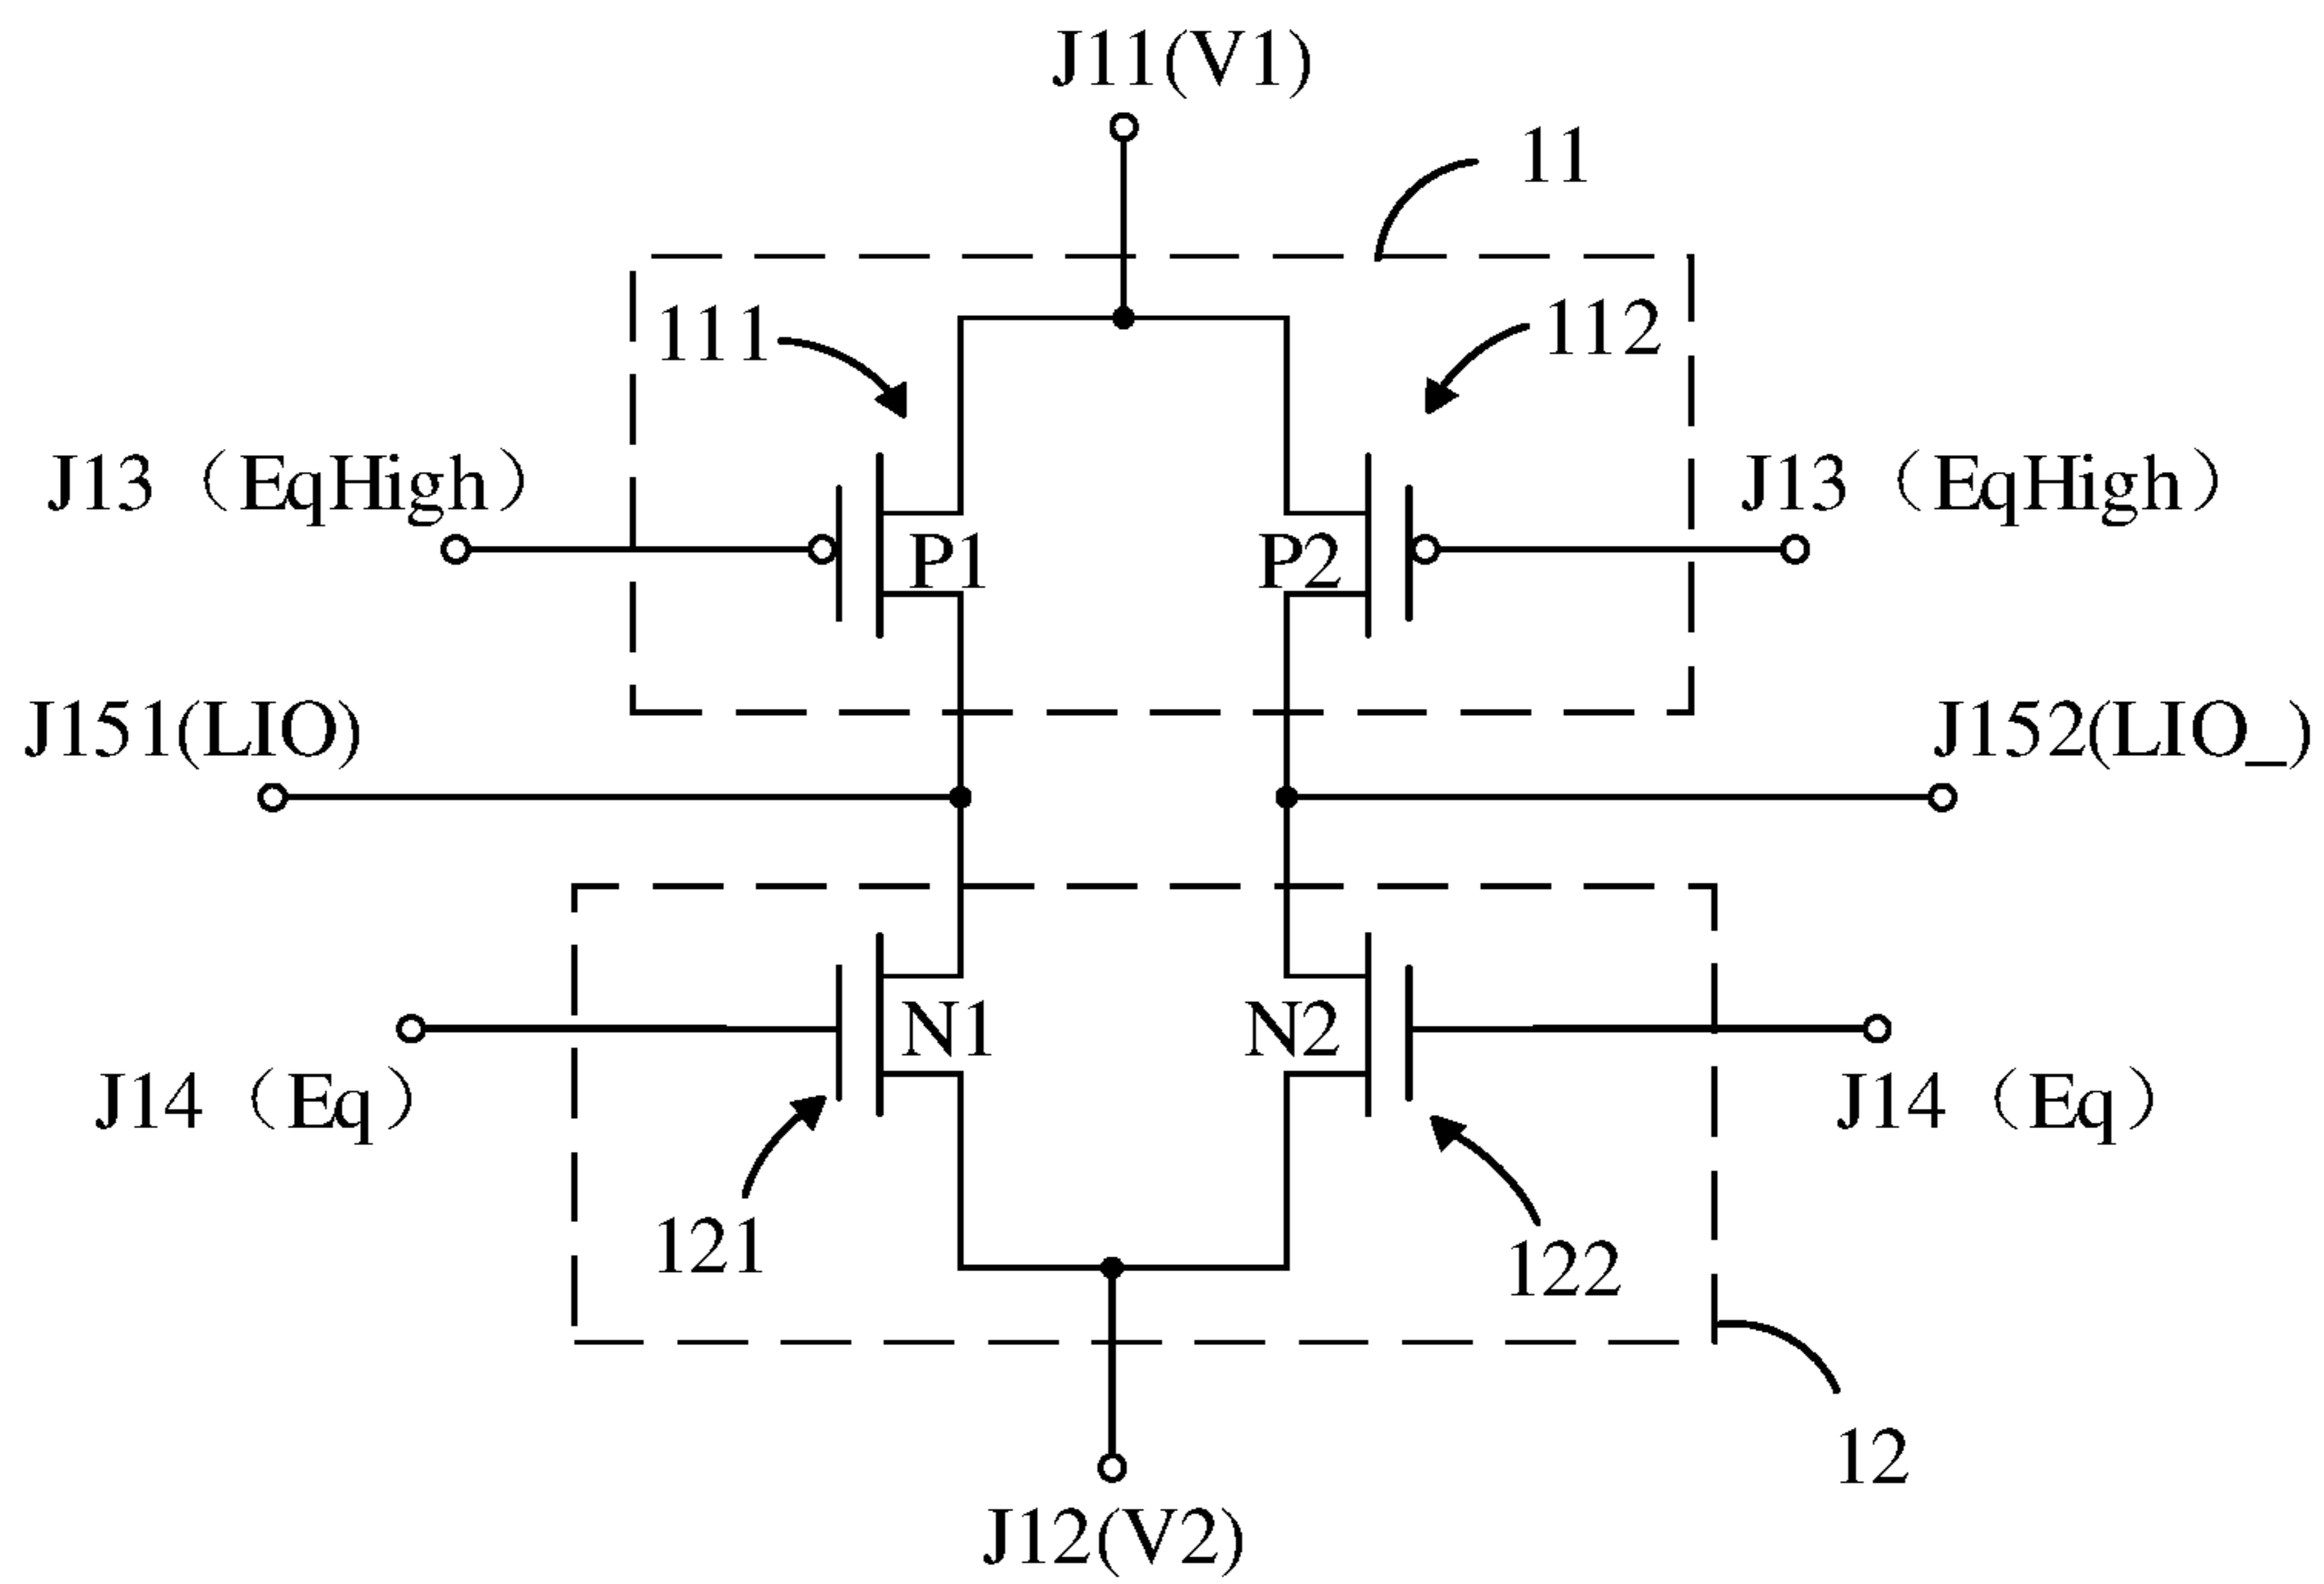 J11(V1)
11
111
112
J13（EqHigh）
J13（EqHigh）
P1
P2
J151(LIO)
J152(LIO_)
N1
N2
J14（Eq）
J14（Eq）
121
122
12
J12(V2)